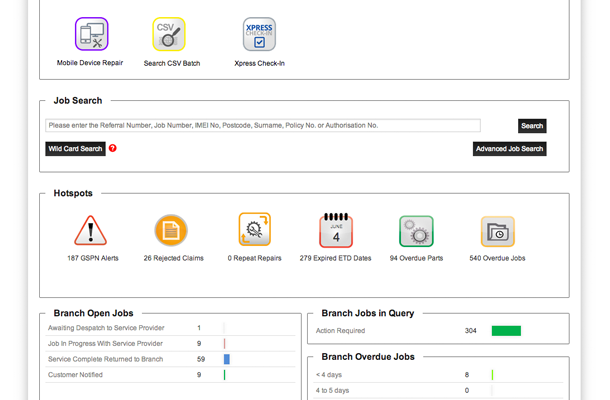 CSV
XPRESS
CHECK-IN
Mobile Device Repair
Search CSV Batch
Xpress Check-In
Job Search
Please enter the Referral Number, Job Number, IMEI No, Postcode, Surname, Policy No. or Authorisation No.
Search
Wild Card Search
?
Advanced Job Search
Hotspots
JUNE
4
187 GSPN Alerts
26 Rejected Claims
0 Repeat Repairs
279 Expired ETD Dates
94 Overdue Parts
540 Overdue Jobs
Branch Open Jobs
Awaiting Despatch to Service Provider 1
Job In Progress With Service Provider 9
Service Complete Returned to Branch 59
Customer Notified 9
Branch Jobs in Query
Action Required 304
Branch Overdue Jobs
< 4 days 8
4 to 5 days 0